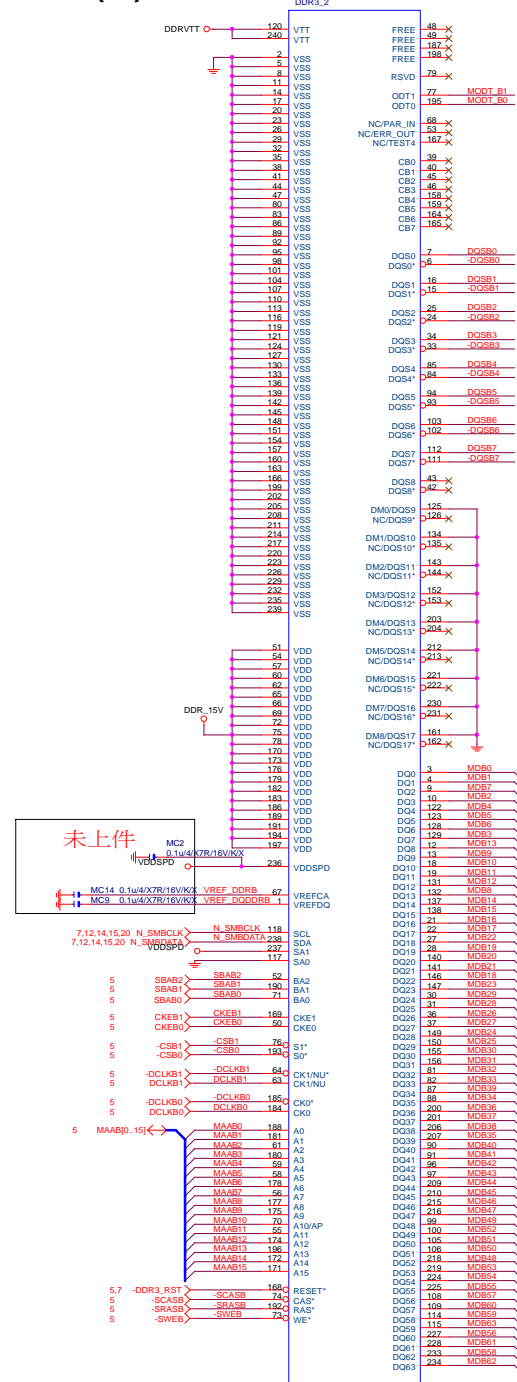 DDR3_2
DDRVTT 120 VTT
240 VTT
2 VSS
5 VSS
8 VSS
11 VSS
14 VSS
17 VSS
20 VSS
23 VSS
26 VSS
29 VSS
32 VSS
35 VSS
38 VSS
41 VSS
44 VSS
47 VSS
80 VSS
83 VSS
86 VSS
89 VSS
92 VSS
95 VSS
98 VSS
101 VSS
104 VSS
107 VSS
110 VSS
113 VSS
116 VSS
119 VSS
121 VSS
124 VSS
127 VSS
130 VSS
133 VSS
136 VSS
139 VSS
142 VSS
145 VSS
148 VSS
151 VSS
154 VSS
157 VSS
160 VSS
163 VSS
166 VSS
199 VSS
202 VSS
205 VSS
208 VSS
211 VSS
214 VSS
217 VSS
220 VSS
223 VSS
226 VSS
229 VSS
232 VSS
235 VSS
239 VSS
51 VDD
54 VDD
57 VDD
60 VDD
62 VDD
65 VDD
66 VDD
69 VDD
DDR_15V 72 VDD
75 VDD
78 VDD
170 VDD
173 VDD
176 VDD
179 VDD
182 VDD
183 VDD
186 VDD
189 VDD
191 VDD
194 VDD
197 VDD
未上件
MC2
0.1u/4/X7R/16V/K/X
VDDSPD 236 VDDSPD
MC14 0.1u/4/X7R/16V/K/X VREF_DDRB 67 VREFCA
MC9 0.1u/4/X7R/16V/K/X VREF_DQDDRB 1 VREFDQ
7,12,14,15,20 N_SMBCLK N_SMBCLK 118 SCL
7,12,14,15,20 N_SMBDATA N_SMBDATA 238 SDA
VDDSPD 237 SA1
117 SA0
5 SBAB2 SBAB2 52 BA2
5 SBAB1 SBAB1 190 BA1
5 SBAB0 SBAB0 71 BA0
5 CKEB1 CKEB1 169 CKE1
5 CKEB0 CKEB0 50 CKE0
5 -CSB1 -CSB1 76 S1*
5 -CSB0 -CSB0 193 S0*
5 -DCLKB1 -DCLKB1 64 CK1/NU*
5 DCLKB1 DCLKB1 63 CK1/NU
5 -DCLKB0 -DCLKB0 185 CK0*
5 DCLKB0 DCLKB0 184 CK0
5 MAAB[0..15] MAAB0 188 A0
MAAB1 181 A1
MAAB2 61 A2
MAAB3 180 A3
MAAB4 59 A4
MAAB5 58 A5
MAAB6 178 A6
MAAB7 56 A7
MAAB8 177 A8
MAAB9 175 A9
MAAB10 70 A10/AP
MAAB11 55 A11
MAAB12 174 A12
MAAB13 196 A13
MAAB14 172 A14
MAAB15 171 A15
5,7 -DDR3_RST 168 RESET*
5 -SCASB -SCASB 74 CAS*
5 -SRASB -SRASB 192 RAS*
5 -SWEB -SWEB 73 WE*
FREE 48
FREE 49
FREE 187
FREE 198
RSVD 79
ODT1 77 MODT_B1
ODT0 195 MODT_B0
NC/PAR_IN 68
NC/ERR_OUT 53
NC/TEST4 167
CB0 39
CB1 40
CB2 45
CB3 46
CB4 158
CB5 159
CB6 164
CB7 165
DQS0 7 DQSB0
DQS0* 6 -DQSB0
DQS1 16 DQSB1
DQS1* 15 -DQSB1
DQS2 25 DQSB2
DQS2* 24 -DQSB2
DQS3 34 DQSB3
DQS3* 33 -DQSB3
DQS4 85 DQSB4
DQS4* 84 -DQSB4
DQS5 94 DQSB5
DQS5* 93 -DQSB5
DQS6 103 DQSB6
DQS6* 102 -DQSB6
DQS7 112 DQSB7
DQS7* 111 -DQSB7
DQS8 43
DQS8* 42
DM0/DQS9 125
NC/DQS9* 126
DM1/DQS10 134
NC/DQS10* 135
DM2/DQS11 143
NC/DQS11* 144
DM3/DQS12 152
NC/DQS12* 153
DM4/DQS13 203
NC/DQS13* 204
DM5/DQS14 212
NC/DQS14* 213
DM6/DQS15 221
NC/DQS15* 222
DM7/DQS16 230
NC/DQS16* 231
DM8/DQS17 161
NC/DQS17* 162
DQ0 3 MDB0
DQ1 4 MDB1
DQ2 9 MDB7
DQ3 10 MDB2
DQ4 122 MDB4
DQ5 123 MDB5
DQ6 128 MDB6
DQ7 129 MDB3
DQ8 12 MDB13
DQ9 13 MDB9
DQ10 18 MDB10
DQ11 19 MDB11
DQ12 131 MDB12
DQ13 132 MDB8
DQ14 137 MDB14
DQ15 138 MDB15
DQ16 21 MDB16
DQ17 22 MDB17
DQ18 27 MDB22
DQ19 28 MDB19
DQ20 140 MDB20
DQ21 141 MDB21
DQ22 146 MDB18
DQ23 147 MDB23
DQ24 30 MDB29
DQ25 31 MDB28
DQ26 36 MDB26
DQ27 37 MDB27
DQ28 149 MDB24
DQ29 150 MDB25
DQ30 155 MDB30
DQ31 156 MDB31
DQ32 81 MDB32
DQ33 82 MDB33
DQ34 87 MDB39
DQ35 88 MDB34
DQ36 200 MDB36
DQ37 201 MDB37
DQ38 206 MDB38
DQ39 207 MDB35
DQ40 90 MDB40
DQ41 91 MDB41
DQ42 96 MDB42
DQ43 97 MDB43
DQ44 209 MDB44
DQ45 210 MDB45
DQ46 215 MDB46
DQ47 216 MDB47
DQ48 99 MDB49
DQ49 100 MDB52
DQ50 105 MDB51
DQ51 106 MDB50
DQ52 218 MDB48
DQ53 219 MDB53
DQ54 224 MDB54
DQ55 225 MDB55
DQ56 108 MDB57
DQ57 109 MDB60
DQ58 114 MDB59
DQ59 115 MDB63
DQ60 227 MDB56
DQ61 228 MDB61
DQ62 233 MDB58
DQ63 234 MDB62